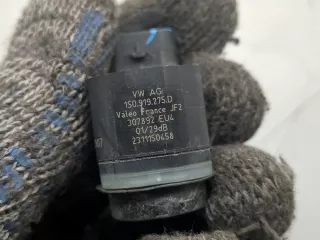 VW AG
1S0.919.275.D
Valeo France JF2
307892 EU4
01/29dB
2311150458